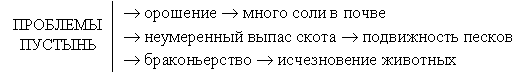 ПРОБЛЕМЫ
ПУСТЫНЬ
→ орошение → много соли в почве
→ неумеренный выпас скота → подвижность песков
→ браконьерство → исчезновение животных